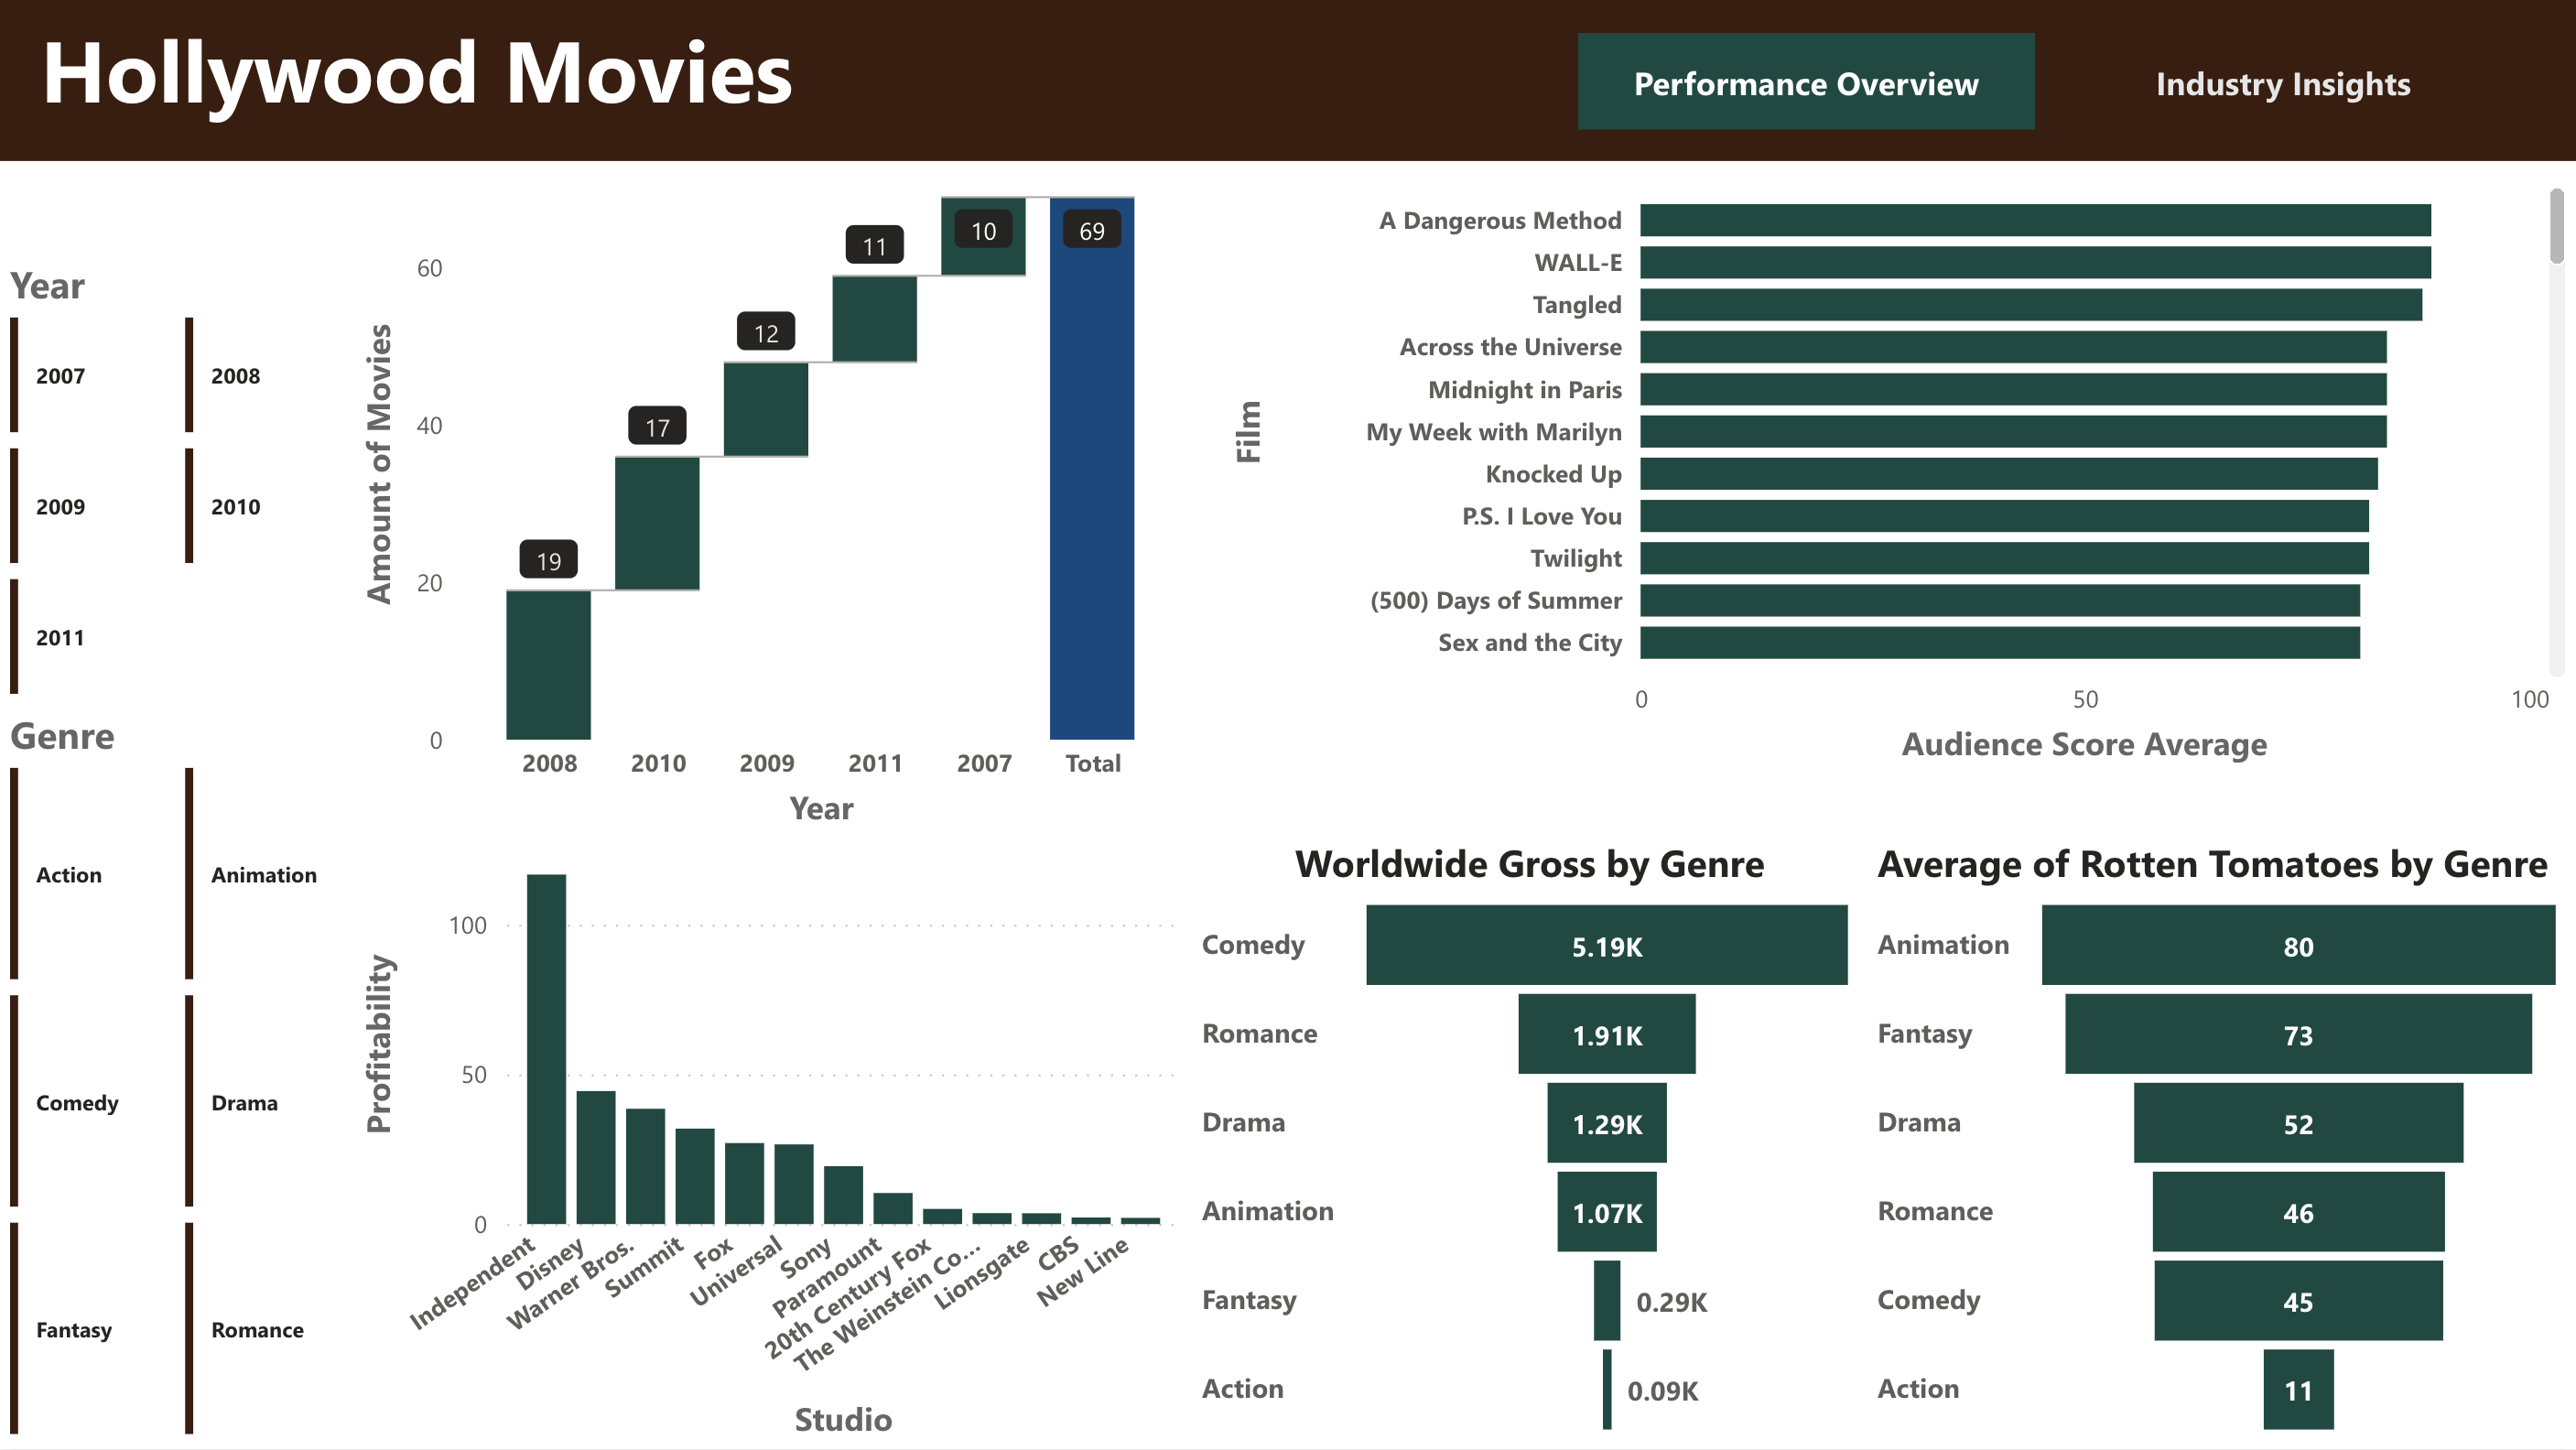 Hollywood Movies
Performance Overview
Industry Insights
Year
2007
2008
2009
2010
2011
Genre
Action
Animation
Comedy
Drama
Fantasy
Romance
Amount of Movies
60
40
20
0
19
17
12
11
10
69
2008
2010
2009
2011
2007
Total
Year
Film
A Dangerous Method
WALL-E
Tangled
Across the Universe
Midnight in Paris
My Week with Marilyn
Knocked Up
P.S. I Love You
Twilight
(500) Days of Summer
Sex and the City
0
50
100
Audience Score Average
Profitability
100
50
0
Independent
Disney
Warner Bros.
Summit
Fox
Universal
Sony
Paramount
20th Century Fox
The Weinstein Co...
Lionsgate
CBS
New Line
Studio
Worldwide Gross by Genre
Comedy
5.19K
Romance
1.91K
Drama
1.29K
Animation
1.07K
Fantasy
0.29K
Action
0.09K
Average of Rotten Tomatoes by Genre
Animation
80
Fantasy
73
Drama
52
Romance
46
Comedy
45
Action
11